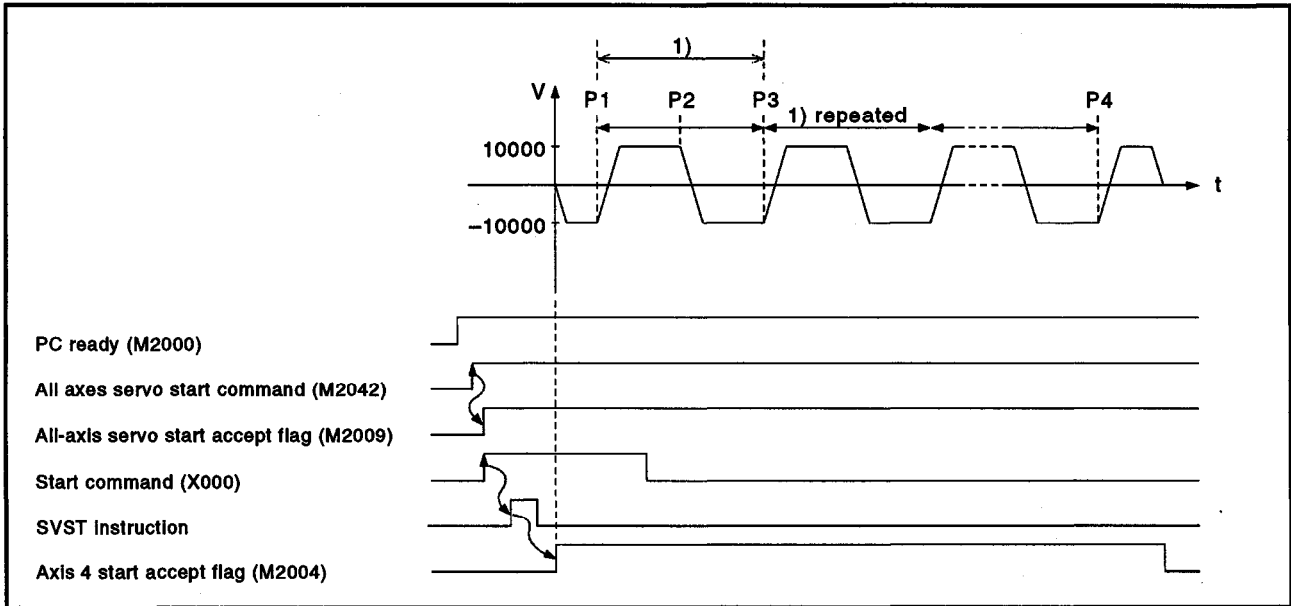 1)
V
P1 P2 P3 P4
1) repeated
10000
t
−10000
PC ready (M2000)
All axes servo start command (M2042)
All-axis servo start accept flag (M2009)
Start command (X000)
SVST instruction
Axis 4 start accept flag (M2004)